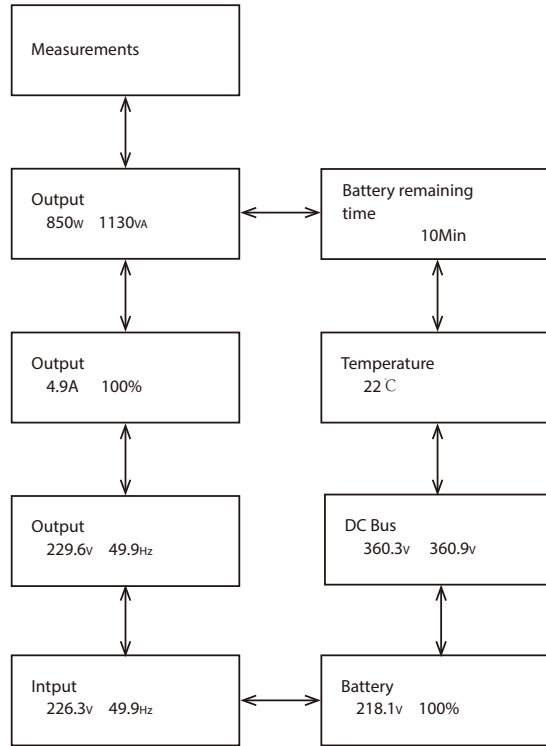 Measurements
Output
850W 1130VA
Battery remaining
time
10Min
Output
4.9A 100%
Temperature
22℃
Output
229.6V 49.9Hz
DC Bus
360.3V 360.9V
Intput
226.3V 49.9Hz
Battery
218.1V 100%